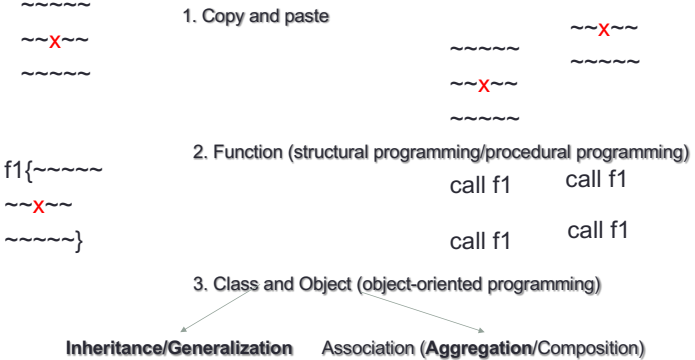 ~~~~~
1. Copy and paste
~~x~~
~~x~~
~~~~~
~~~~~
~~~~~
~~x~~
~~~~~
2. Function (structural programming/procedural programming)
f1{~~~~~
~~x~~
~~~~~}
call f1
call f1
call f1
call f1
3. Class and Object (object-oriented programming)
Inheritance/Generalization
Association (Aggregation/Composition)